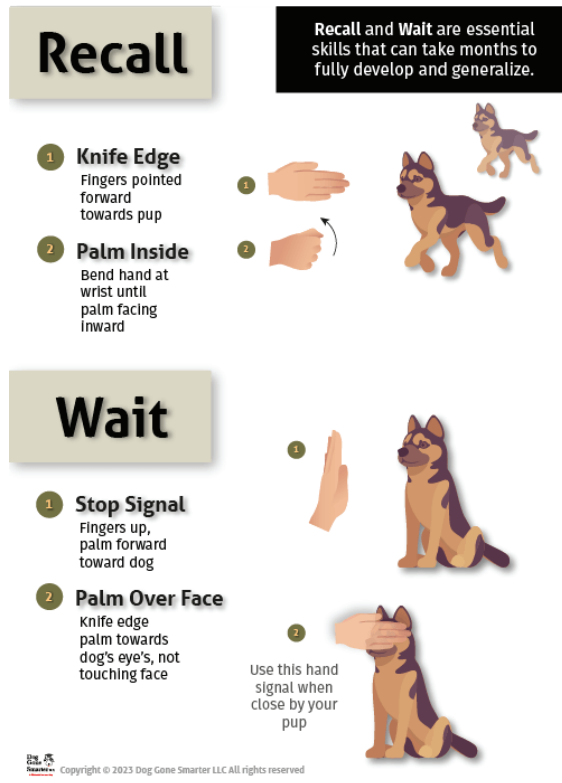 Recall
Recall and Wait are essential
skills that can take months to
fully develop and generalize.
1 Knife Edge
Fingers pointed
forward
towards pup
2 Palm Inside
Bend hand at
wrist until
palm facing
inward
1
2
Wait
1 Stop Signal
Fingers up,
palm forward
toward dog
2 Palm Over Face
Knife edge
palm towards
dog's eye's, not
touching face
1
2
Use this hand
signal when
close by your
pup
Dog
Gone
Smarter
Copyright © 2023 Dog Gone Smarter LLC All rights reserved